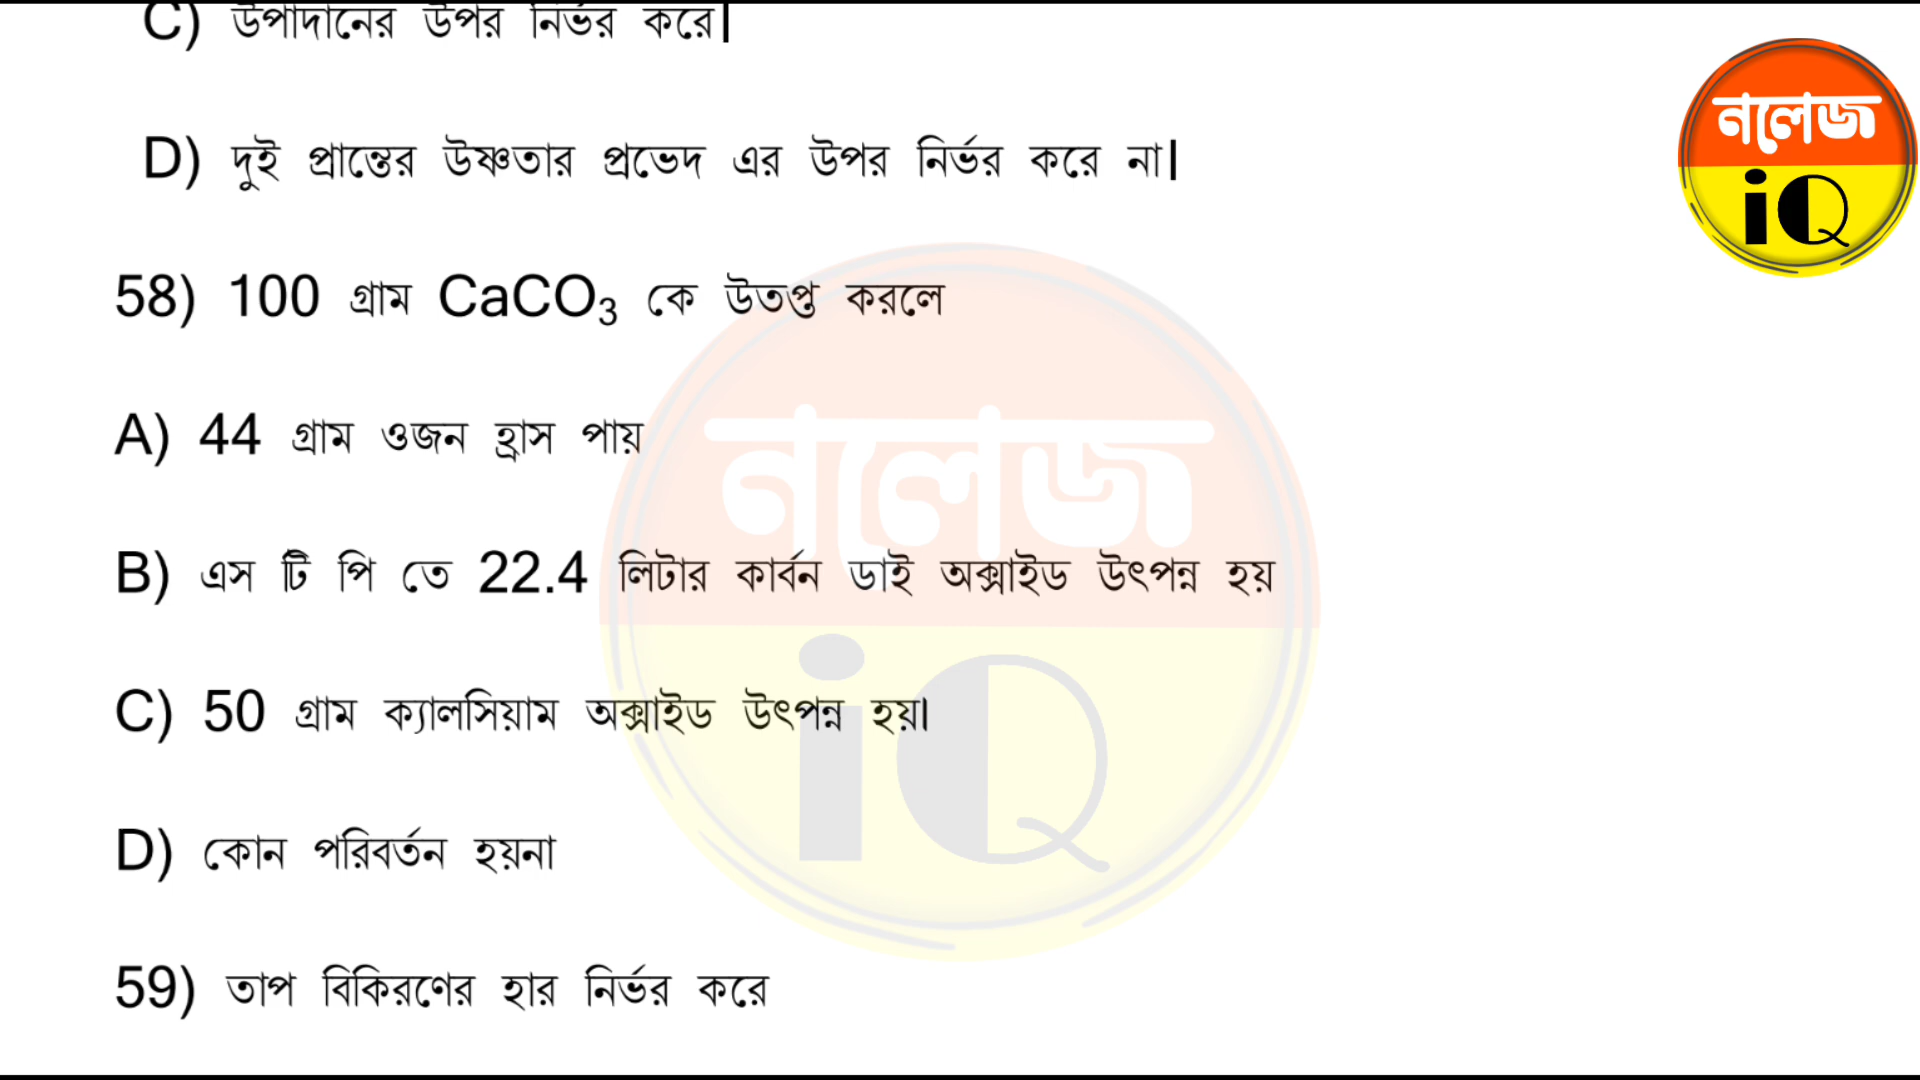 C) উপাদানের উপর নির্ভর করে|
D) দুই প্রান্তের উষ্ণতার প্রভেদ এর উপর নির্ভর করে না|
58) 100 গ্রাম CaCO₃ কে উতপ্ত করলে
A) 44 গ্রাম ওজন হ্রাস পায়
B) এস টি পি তে 22.4 লিটার কার্বন ডাই অক্সাইড উৎপন্ন হয়
C) 50 গ্রাম ক্যালসিয়াম অক্সাইড উৎপন্ন হয়।
D) কোন পরিবর্তন হয়না
59) তাপ বিকিরণের হার নির্ভর করে
নলেজ
iQ
নলেজ
iQ